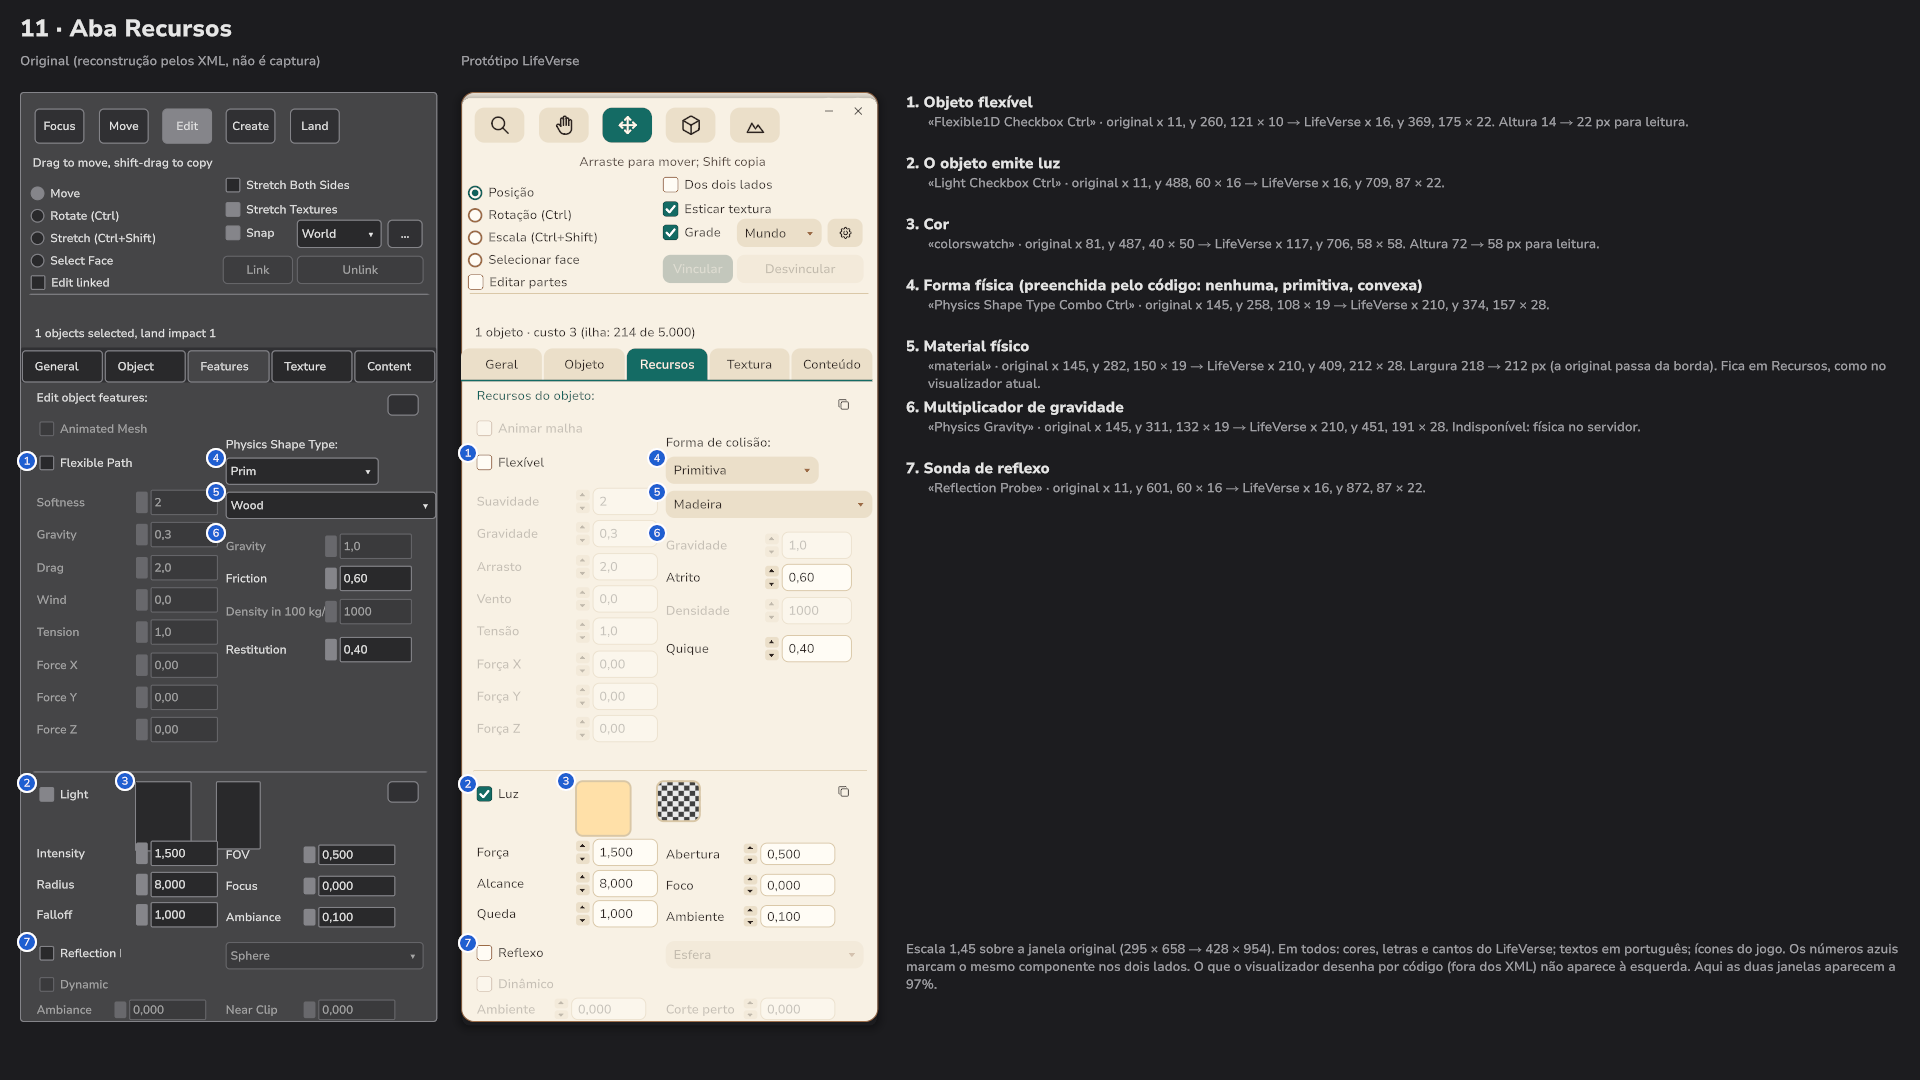 11 · Aba Recursos
Original (reconstrução pelos XML, não é captura)
Focus
Move
Edit
Create
Land
Drag to move, shift-drag to copy
Move
Rotate (Ctrl)
Stretch (Ctrl+Shift)
Select Face
Edit linked
Stretch Both Sides
Stretch Textures
Snap
World
...
Link
Unlink
1 objects selected, land impact 1
General
Object
Features
Texture
Content
Edit object features:
Animated Mesh
1
Flexible Path
Softness
2
Gravity
0,3
Drag
2,0
Wind
0,0
Tension
1,0
Force X
0,00
Force Y
0,00
Force Z
0,00
Physics Shape Type:
4
Prim
5
Wood
6
Gravity
1,0
Friction
0,60
Density in 100 kg/
1000
Restitution
0,40
2
Light
3
Intensity
1,500
FOV
0,500
Radius
8,000
Focus
0,000
Falloff
1,000
Ambiance
0,100
7
Reflection
Sphere
Dynamic
Ambiance
0,000
Near Clip
0,000
Protótipo LifeVerse
Arraste para mover; Shift copia
Posição
Rotação (Ctrl)
Escala (Ctrl+Shift)
Selecionar face
Editar partes
Dos dois lados
Esticar textura
Grade
Mundo
Vincular
Desvincular
1 objeto · custo 3 (ilha: 214 de 5.000)
Geral
Objeto
Recursos
Textura
Conteúdo
Recursos do objeto:
Animar malha
1
Flexível
Suavidade
2
Gravidade
0,3
Arrasto
2,0
Vento
0,0
Tensão
1,0
Força X
0,00
Força Y
0,00
Força Z
0,00
Forma de colisão:
4
Primitiva
5
Madeira
6
Gravidade
1,0
Atrito
0,60
Densidade
1000
Quique
0,40
2
Luz
3
Força
1,500
Abertura
0,500
Alcance
8,000
Foco
0,000
Queda
1,000
Ambiente
0,100
7
Reflexo
Esfera
Dinâmico
Ambiente
0,000
Corte perto
0,000
1. Objeto flexível
«Flexible1D Checkbox Ctrl» · original x 11, y 260, 121 × 10 → LifeVerse x 16, y 369, 175 × 22. Altura 14 → 22 px para leitura.
2. O objeto emite luz
«Light Checkbox Ctrl» · original x 11, y 488, 60 × 16 → LifeVerse x 16, y 709, 87 × 22.
3. Cor
«colorswatch» · original x 81, y 487, 40 × 50 → LifeVerse x 117, y 706, 58 × 58. Altura 72 → 58 px para leitura.
4. Forma física (preenchida pelo código: nenhuma, primitiva, convexa)
«Physics Shape Type Combo Ctrl» · original x 145, y 258, 108 × 19 → LifeVerse x 210, y 374, 157 × 28.
5. Material físico
«material» · original x 145, y 282, 150 × 19 → LifeVerse x 210, y 409, 212 × 28. Largura 218 → 212 px (a original passa da borda). Fica em Recursos, como no
visualizador atual.
6. Multiplicador de gravidade
«Physics Gravity» · original x 145, y 311, 132 × 19 → LifeVerse x 210, y 451, 191 × 28. Indisponível: física no servidor.
7. Sonda de reflexo
«Reflection Probe» · original x 11, y 601, 60 × 16 → LifeVerse x 16, y 872, 87 × 22.
Escala 1,45 sobre a janela original (295 × 658 → 428 × 954). Em todos: cores, letras e cantos do LifeVerse; textos em português; ícones do jogo. Os números azuis
marcam o mesmo componente nos dois lados. O que o visualizador desenha por código (fora dos XML) não aparece à esquerda. Aqui as duas janelas aparecem a
97%.